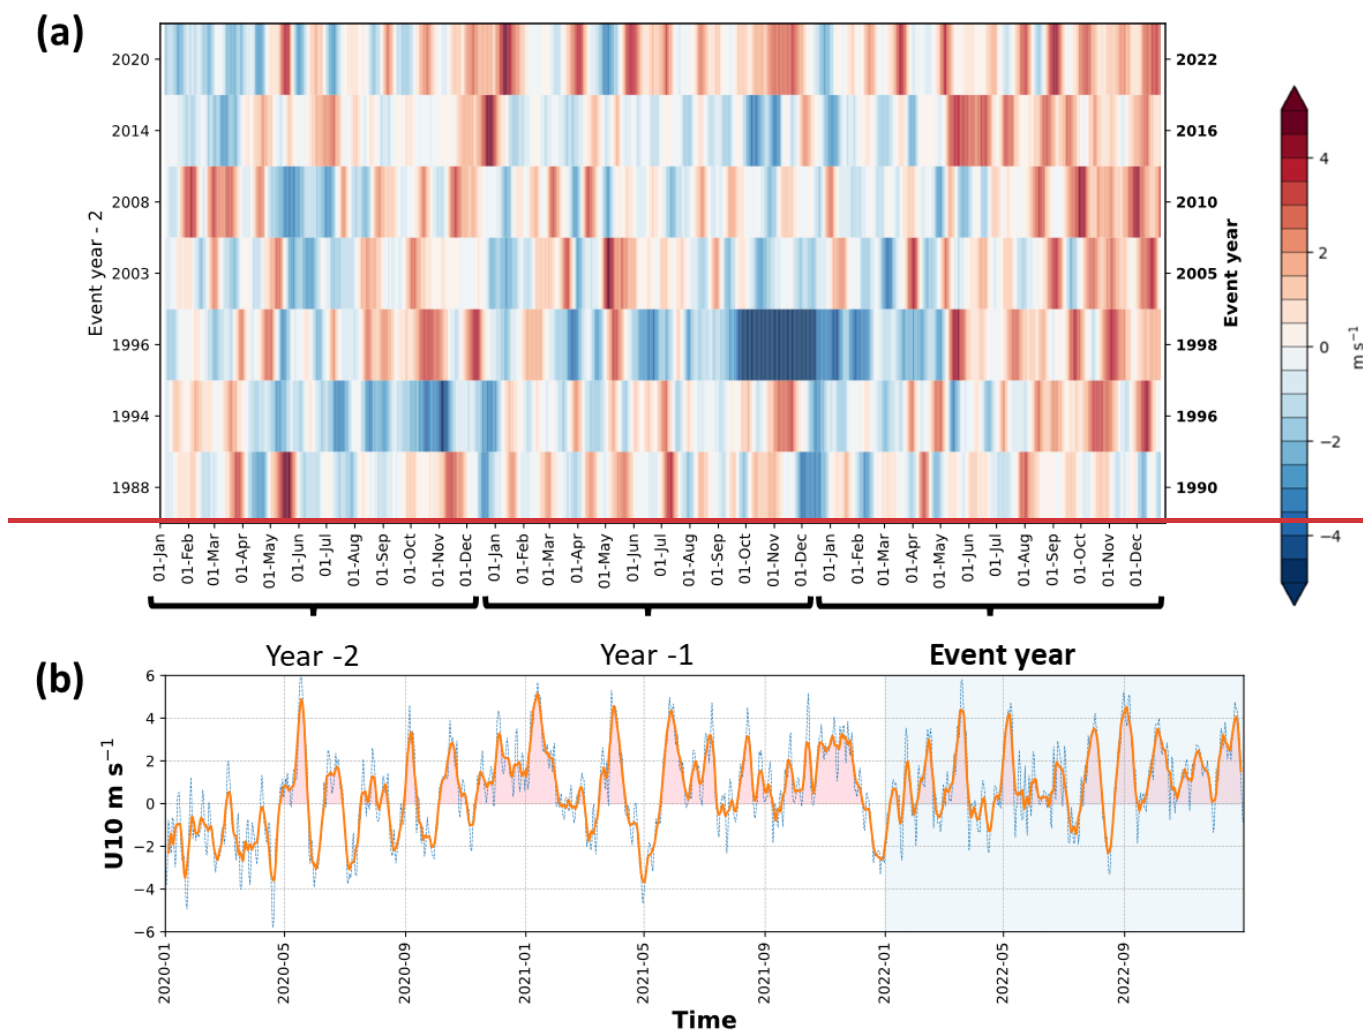 (a)
Event year - 2
2020
2014
2008
2003
1996
1994
1988
2022
2016
2010
2005
1998
1996
1990
Event year
4
2
0
−2
−4
m s⁻¹
01-Jan 01-Feb 01-Mar 01-Apr 01-May 01-Jun 01-Jul 01-Aug 01-Sep 01-Oct 01-Nov 01-Dec 01-Jan 01-Feb 01-Mar 01-Apr 01-May 01-Jun 01-Jul 01-Aug 01-Sep 01-Oct 01-Nov 01-Dec 01-Jan 01-Feb 01-Mar 01-Apr 01-May 01-Jun 01-Jul 01-Aug 01-Sep 01-Oct 01-Nov 01-Dec
Year -2 Year -1 Event year
(b)
U10 m s⁻¹
6
4
2
0
−2
−4
−6
2020-01 2020-05 2020-09 2021-01 2021-05 2021-09 2022-01 2022-05 2022-09
Time